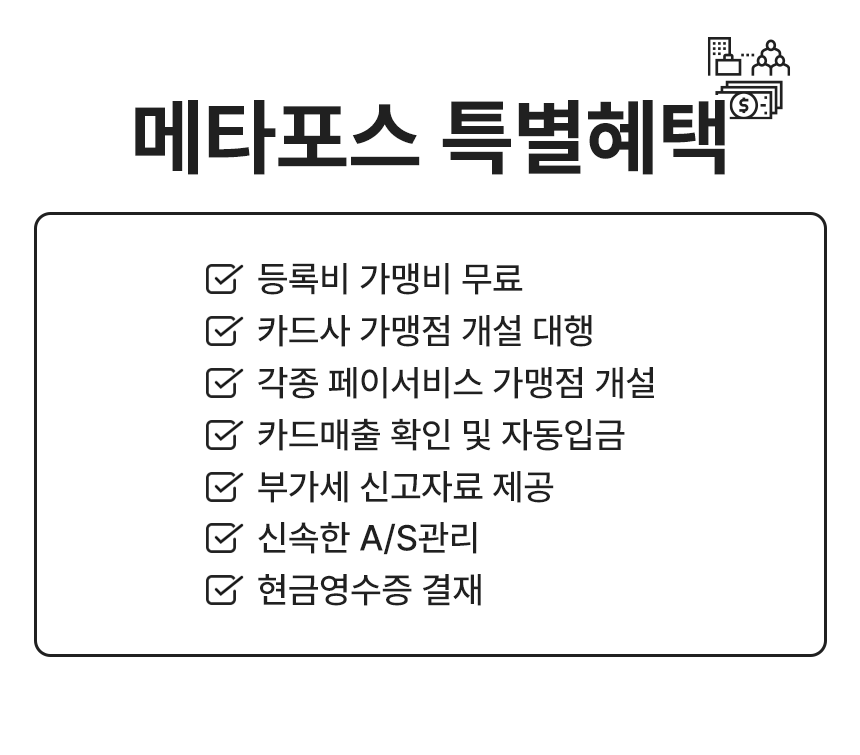 메타포스 특별혜택
등록비 가맹비 무료
카드사 가맹점 개설 대행
각종 페이서비스 가맹점 개설
카드매출 확인 및 자동입금
부가세 신고자료 제공
신속한 A/S관리
현금영수증 결재